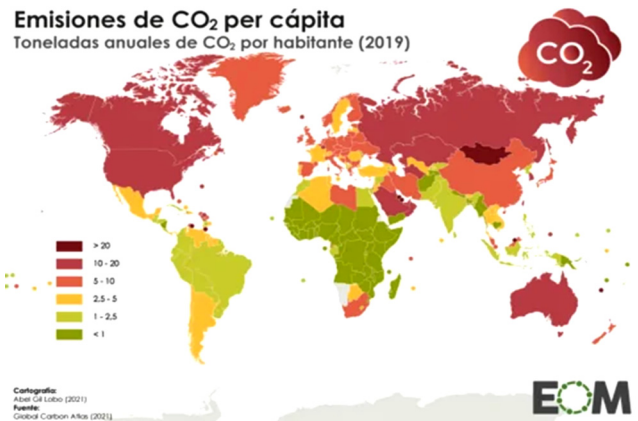 Emisiones de CO₂ per cápita
Toneladas anuales de CO₂ por habitante (2019)
CO₂
> 20
10 - 20
5 - 10
2.5 - 5
1 - 2,5
< 1
Cartografía:
Abel Gil Lobo (2021)
Fuente:
Global Carbon Atlas (2021)
EOM